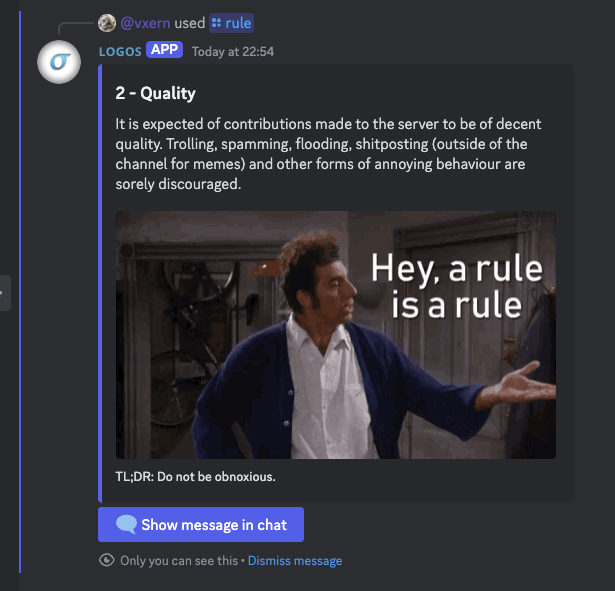 @vxern used rule
LOGOS APP Today at 22:54
2 - Quality
It is expected of contributions made to the server to be of decent
quality. Trolling, spamming, flooding, shitposting (outside of the
channel for memes) and other forms of annoying behaviour are
sorely discouraged.
Hey, a rule
is a rule
TL;DR: Do not be obnoxious.
Show message in chat
Only you can see this • Dismiss message